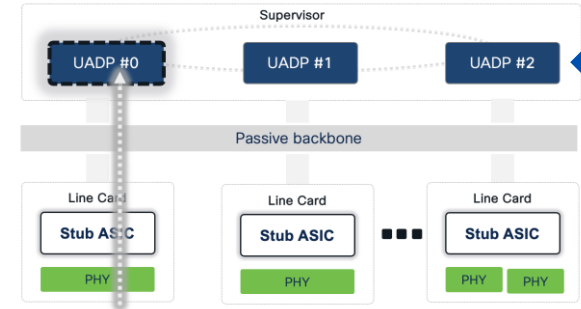 Supervisor
UADP #0
UADP #1
UADP #2
Passive backbone
Line Card
Line Card
Line Card
Stub ASIC
Stub ASIC
Stub ASIC
PHY
PHY
PHY
PHY